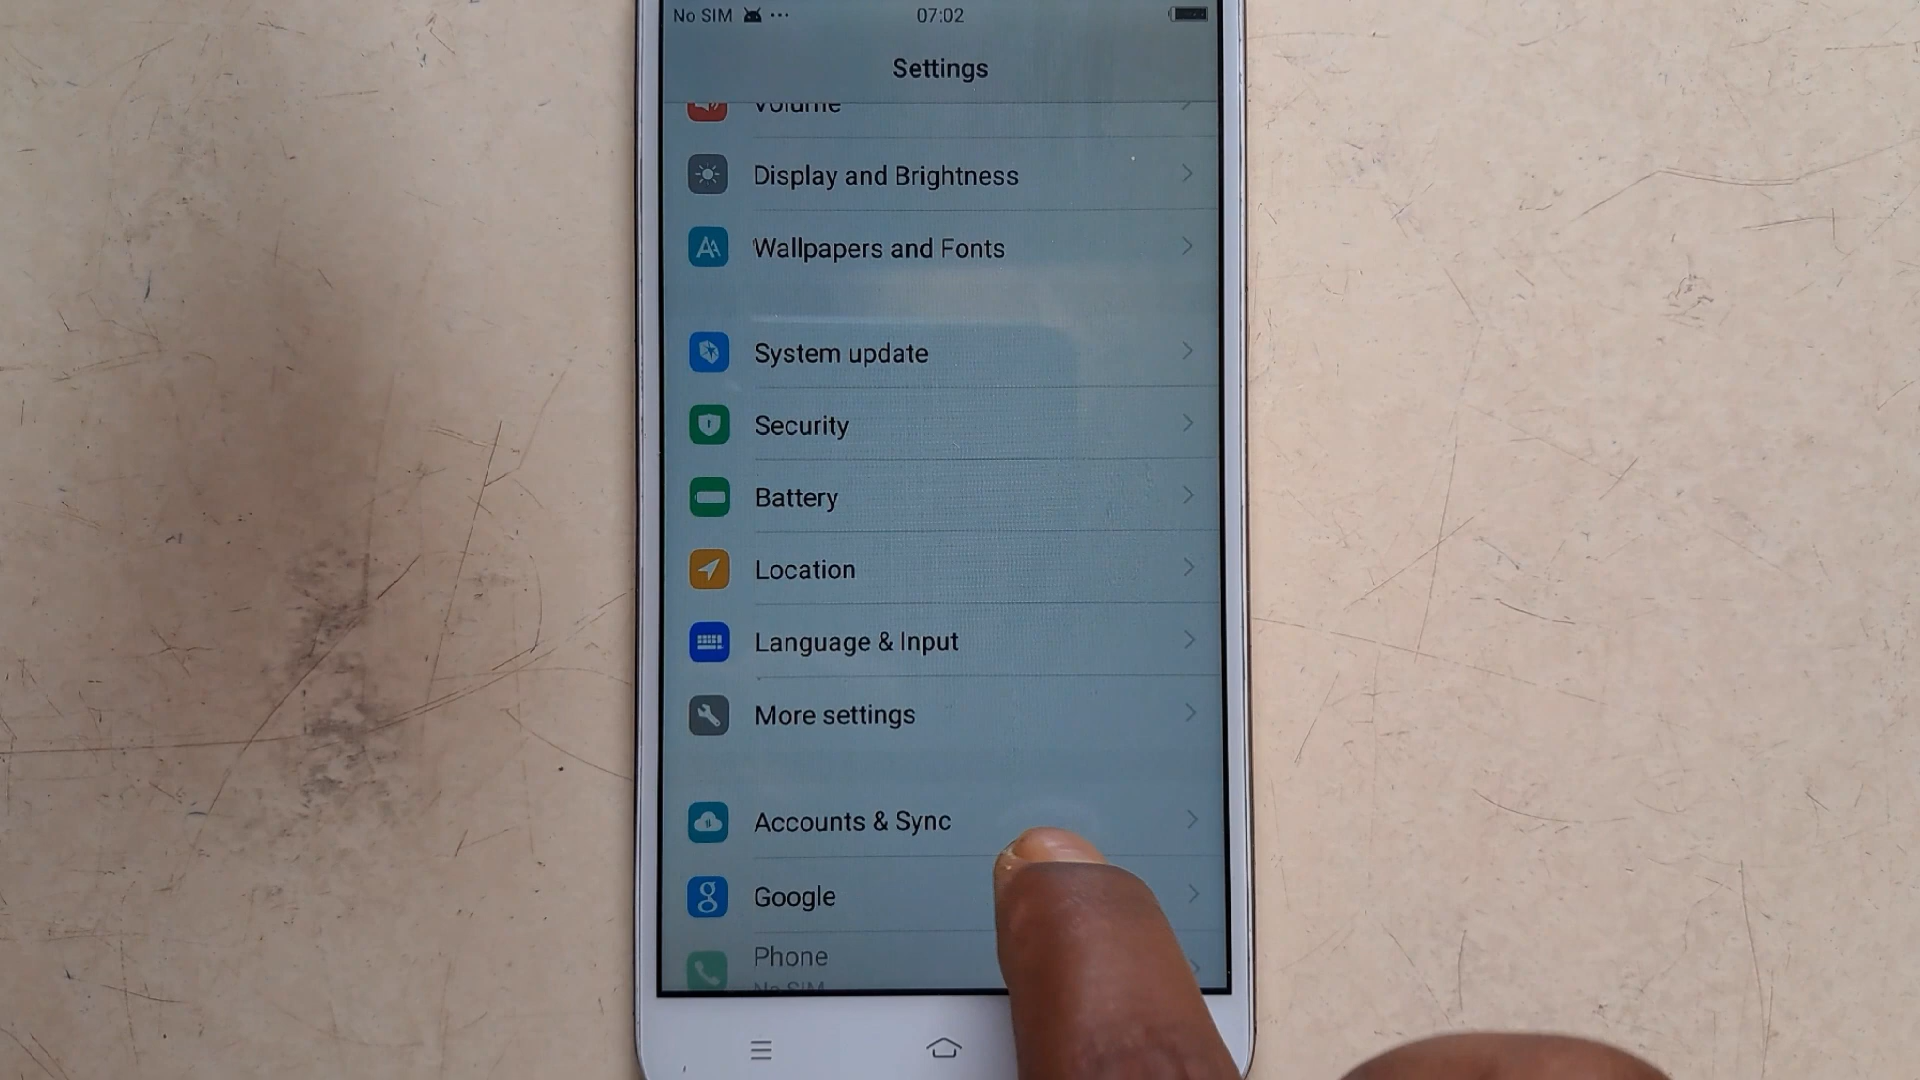 No SIM ... 07:02
Settings
Volume
Display and Brightness
Wallpapers and Fonts
System update
Security
Battery
Location
Language & Input
More settings
Accounts & Sync
Google
Phone
No SIM